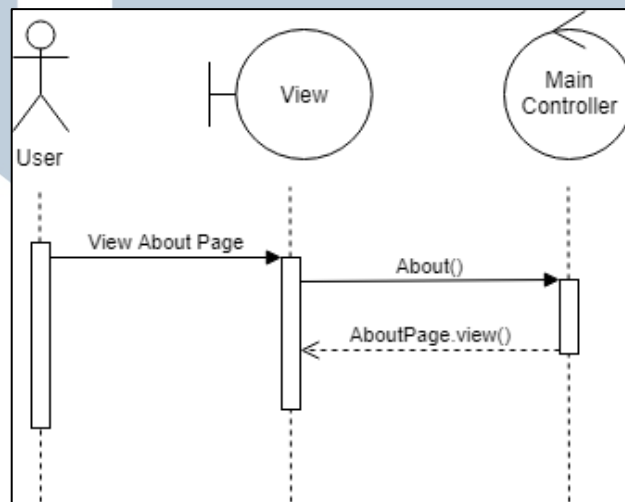 User
View
Main
Controller
View About Page
About()
AboutPage.view()